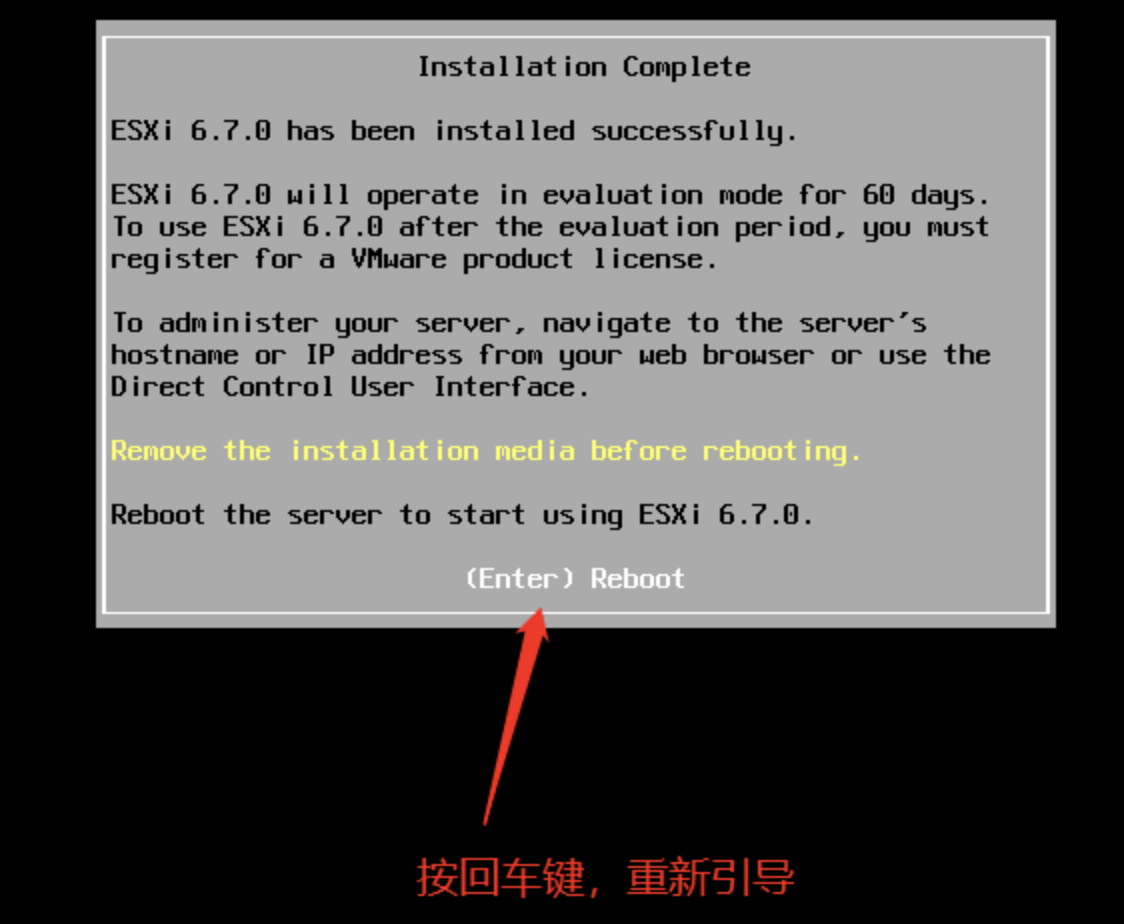 Installation Complete
ESXi 6.7.0 has been installed successfully.
ESXi 6.7.0 will operate in evaluation mode for 60 days.
To use ESXi 6.7.0 after the evaluation period, you must
register for a VMware product license.
To administer your server, navigate to the server's
hostname or IP address from your web browser or use the
Direct Control User Interface.
Remove the installation media before rebooting.
Reboot the server to start using ESXi 6.7.0.
(Enter) Reboot
按回车键，重新引导